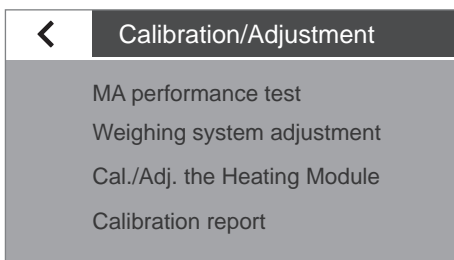 Calibration/Adjustment
MA performance test
Weighing system adjustment
Cal./Adj. the Heating Module
Calibration report